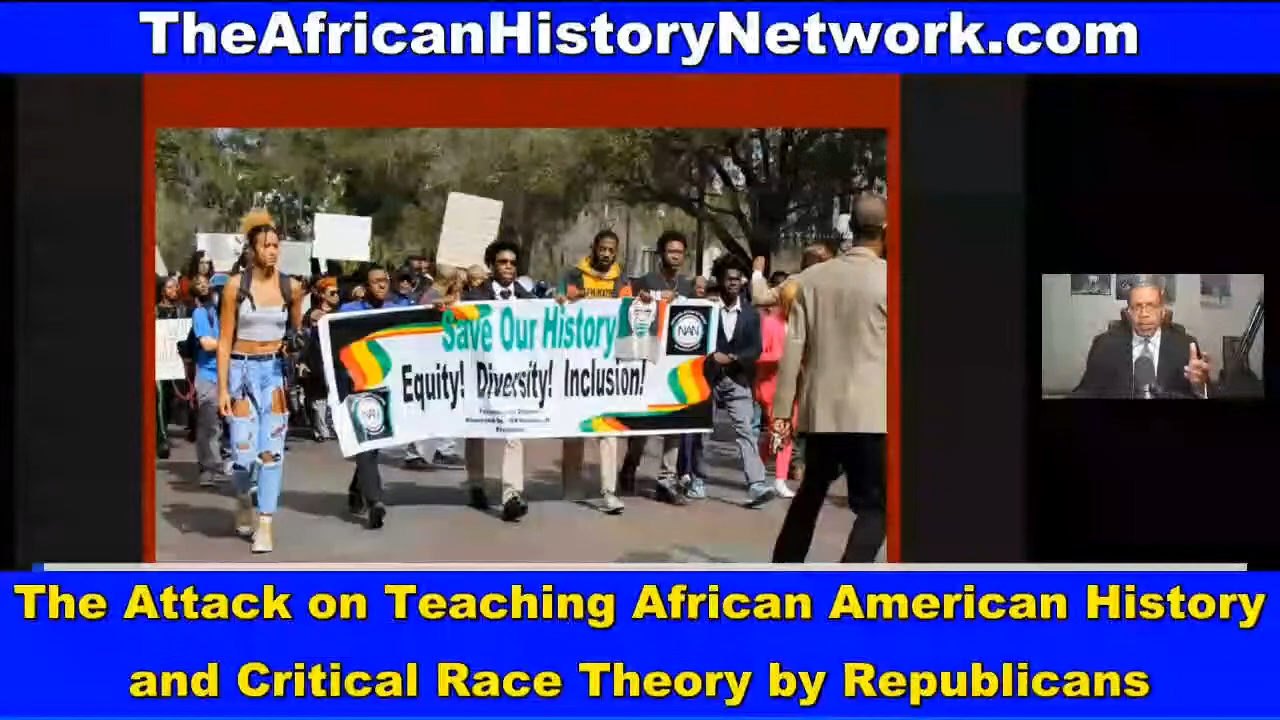 TheAfricanHistoryNetwork.com
Save Our History
Equity! Diversity! Inclusion!
NAN
NAN
The Attack on Teaching African American History
and Critical Race Theory by Republicans